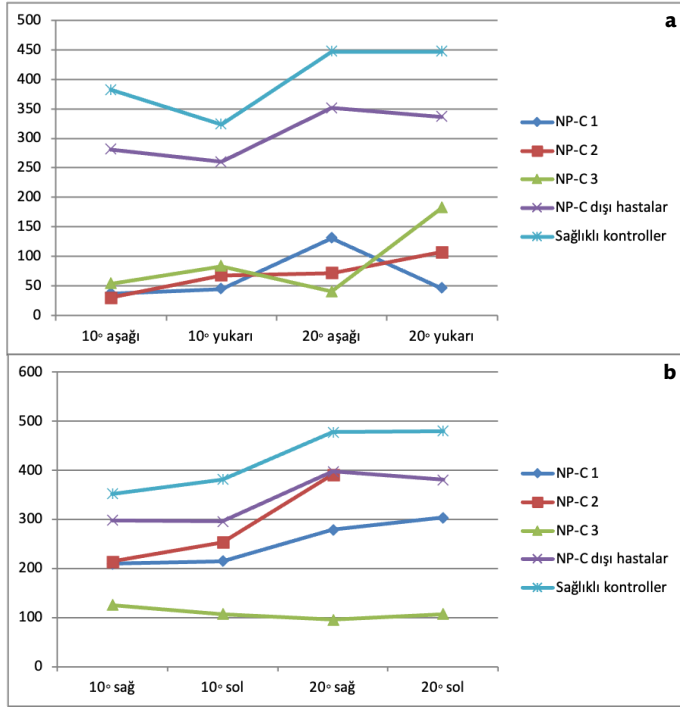 a
500
450
400
350
300
250
200
150
100
50
0
10◦ aşağı 10◦ yukarı 20◦ aşağı 20◦ yukarı
NP-C 1
NP-C 2
NP-C 3
NP-C dışı hastalar
Sağlıklı kontroller
b
600
500
400
300
200
100
0
10◦ sağ 10◦ sol 20◦ sağ 20◦ sol
NP-C 1
NP-C 2
NP-C 3
NP-C dışı hastalar
Sağlıklı kontroller